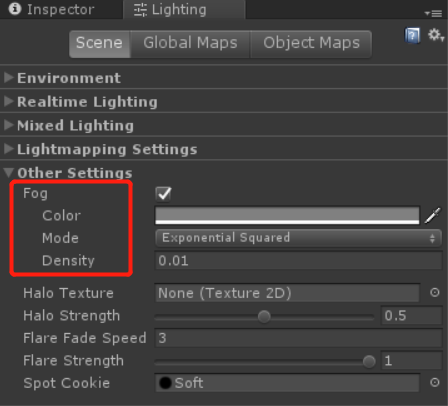 Inspector Lighting
Scene Global Maps Object Maps
Environment
Realtime Lighting
Mixed Lighting
Lightmapping Settings
Other Settings
Fog
Color
Mode Exponential Squared
Density 0.01
Halo Texture None (Texture 2D)
Halo Strength 0.5
Flare Fade Speed 3
Flare Strength 1
Spot Cookie Soft